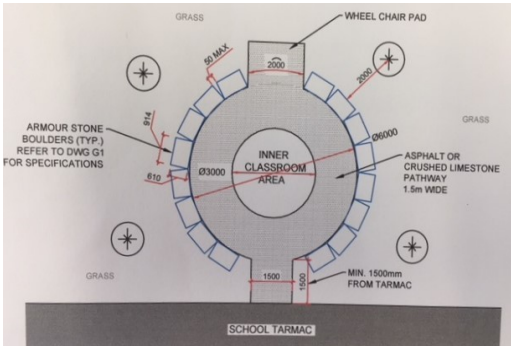 GRASS
WHEEL CHAIR PAD
50 MAX
2000
2000
GRASS
914
ARMOUR STONE
BOULDERS (TYP.)
REFER TO DWG G1
FOR SPECIFICATIONS
Ø6000
INNER
CLASSROOM
AREA
Ø3000
610
ASPHALT OR
CRUSHED LIMESTONE
PATHWAY
1.5m WIDE
GRASS
1500
1500
MIN. 1500mm
FROM TARMAC
SCHOOL TARMAC